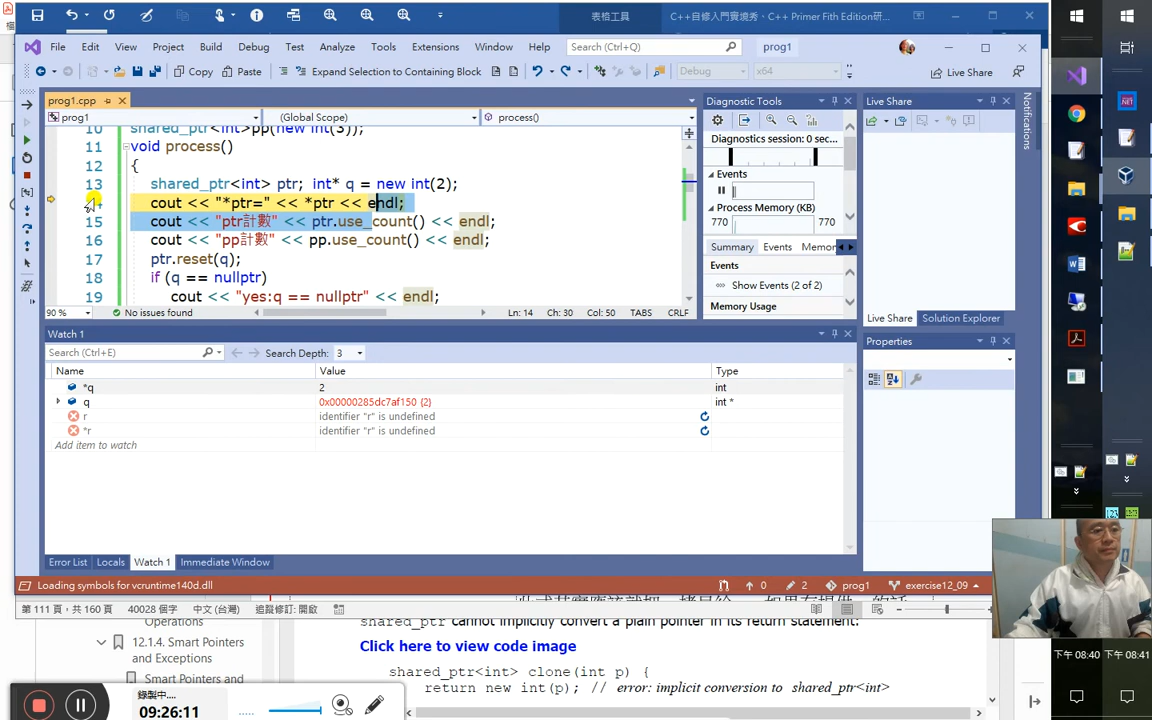 表格工具
C++自修入門實境秀、C++ Primer Fifth Edition研...
File Edit View Project Build Debug Test Analyze Tools Extensions Window Help Search (Ctrl+Q) prog1
Copy Paste Expand Selection to Containing Block Debug x64 Live Share
prog1.cpp
prog1 (Global Scope) process()
10 shared_ptr<int>pp(new int(3));
11 void process()
12 {
13 shared_ptr<int> ptr; int* q = new int(2);
cout << "*ptr=" << *ptr << endl;
15 cout << "ptr計數" << ptr.use_count() << endl;
16 cout << "pp計數" << pp.use_count() << endl;
17 ptr.reset(q);
18 if (q == nullptr)
19 cout << "yes:q == nullptr" << endl;
90 % No issues found Ln: 14 Ch: 30 Col: 50 TABS CRLF
Diagnostic Tools
Diagnostics session: 0 sec
Events
Process Memory (KB)
770 770
Summary Events Memor
Events
Show Events (2 of 2)
Memory Usage
Live Share
Live Share Solution Explorer
Properties
Notifications
Watch 1
Search (Ctrl+E) Search Depth: 3
Name Value Type
*q 2 int
q 0x00000285dc7af150 {2} int *
r identifier "r" is undefined
*r identifier "r" is undefined
Add item to watch
Error List Locals Watch 1 Immediate Window
Loading symbols for vcruntime140d.dll 0 2 prog1 exercise12_09
第 111 頁，共 160 頁 40028 個字 中文 (台灣) 追蹤修訂: 開啟
Operations
12.1.4. Smart Pointers
and Exceptions
Smart Pointers and
shared_ptr cannot implicitly convert a plain pointer in its return statement:
Click here to view code image
shared_ptr<int> clone(int p) {
return new int(p); // error: implicit conversion to shared_ptr<int>
錄製中...
09:26:11
下午 08:40 下午 08:41